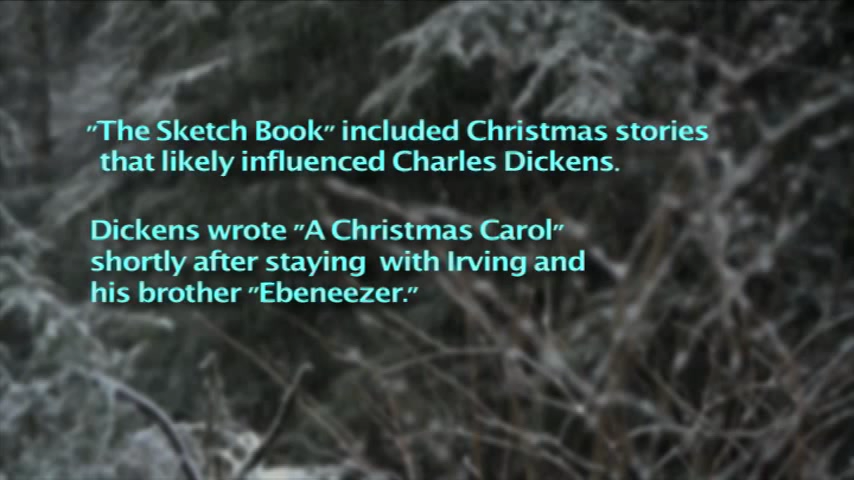 "The Sketch Book" included Christmas stories
that likely influenced Charles Dickens.
Dickens wrote "A Christmas Carol"
shortly after staying with Irving and
his brother "Ebeneezer."